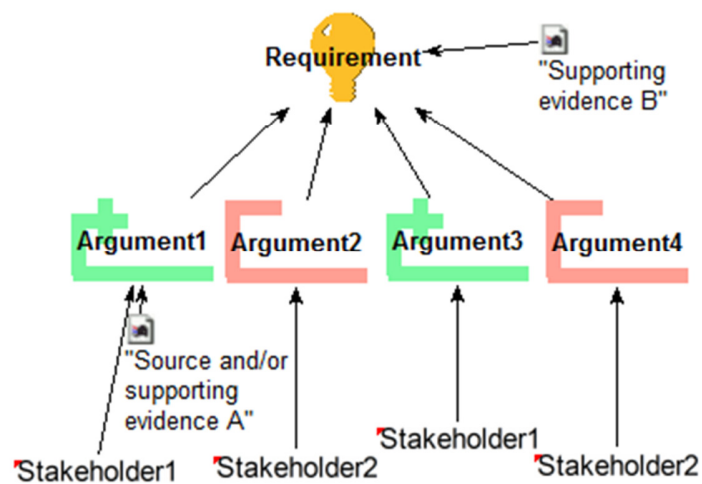 Requirement
"Supporting
evidence B"
Argument1
Argument2
Argument3
Argument4
"Source and/or
supporting
evidence A"
Stakeholder1
Stakeholder2
Stakeholder1
Stakeholder2